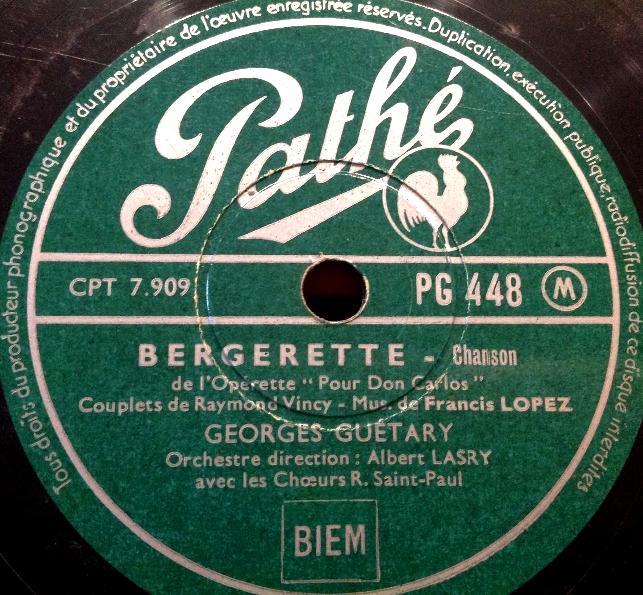 Tous droits du producteur phonographique et du propriétaire de l'œuvre enregistrée réservés. Duplication, exécution publique, radiodiffusion de ce disque interdites
Pathé
CPT 7.909
PG 448 M
BERGERETTE - Chanson
de l'Opérette "Pour Don Carlos"
Couplets de Raymond Vincy - Mus. de Francis LOPEZ
GEORGES GUÉTARY
Orchestre direction : Albert LASRY
avec les Chœurs R. Saint-Paul
BIEM